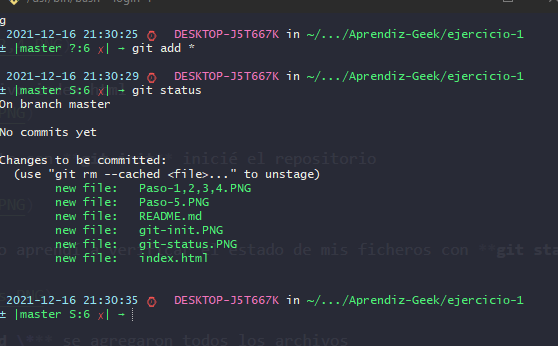 /usr/bin/bash --login -i
g
2021-12-16 21:30:25 DESKTOP-J5T667K in ~/.../Aprendiz-Geek/ejercicio-1
± |master ?:6 x| → git add *
2021-12-16 21:30:29 DESKTOP-J5T667K in ~/.../Aprendiz-Geek/ejercicio-1
± |master S:6 x| → git status
On branch master
PNG)
No commits yet
inicié el repositorio
Changes to be committed:
(use "git rm --cached <file>..." to unstage)
new file: Paso-1,2,3,4.PNG
PNG)
new file: Paso-5.PNG
new file: README.md
new file: git-init.PNG
estado de mis ficheros con **git sta
new file: git-status.PNG
new file: index.html
PNG)
2021-12-16 21:30:35 DESKTOP-J5T667K in ~/.../Aprendiz-Geek/ejercicio-1
± |master S:6 x| →
se agregaron todos los archivos